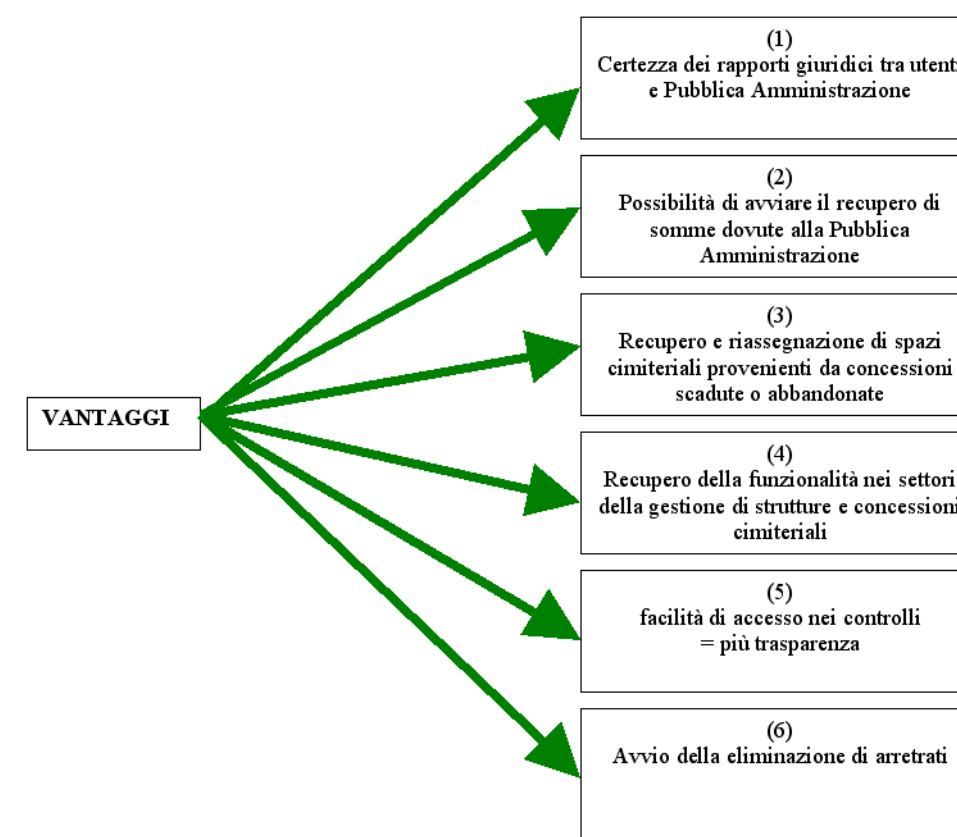 (1)
Certezza dei rapporti giuridici tra utenti
e Pubblica Amministrazione
(2)
Possibilità di avviare il recupero di
somme dovute alla Pubblica
Amministrazione
(3)
Recupero e riassegnazione di spazi
cimiteriali provenienti da concessioni
scadute o abbandonate
VANTAGGI
(4)
Recupero della funzionalità nei settori
della gestione di strutture e concessioni
cimiteriali
(5)
facilità di accesso nei controlli
= più trasparenza
(6)
Avvio della eliminazione di arretrati